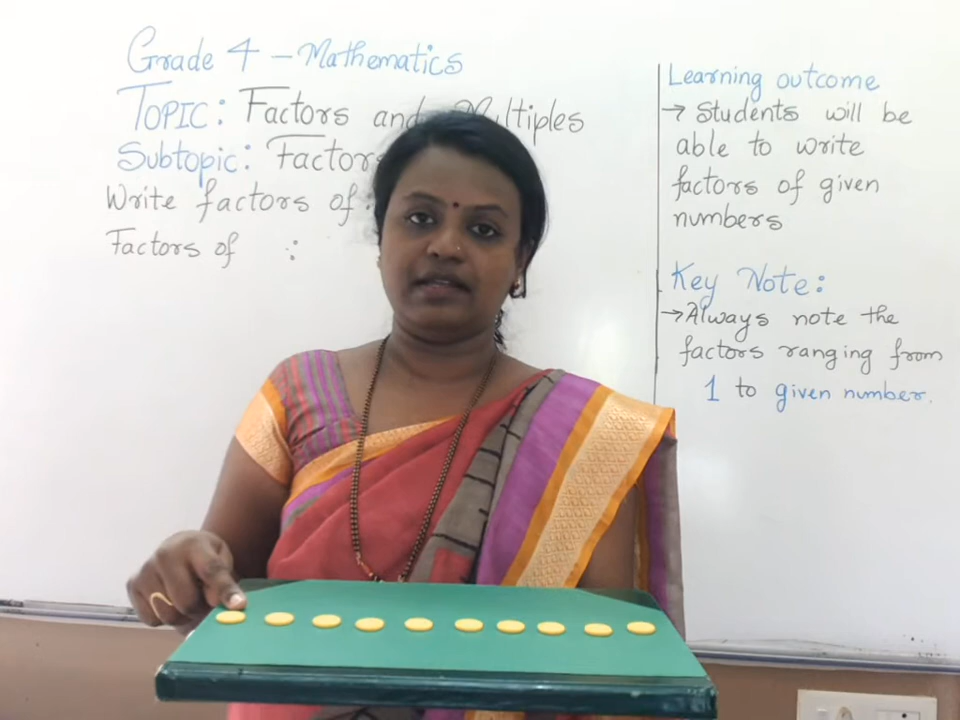 Grade 4 - Mathematics
TOPIC: Factors and Multiples
Subtopic: Factors
Write factors of:
Factors of :
Learning outcome
→ Students will be
able to write
factors of given
numbers
Key Note:
→ Always note the
factors ranging from
1 to given number.